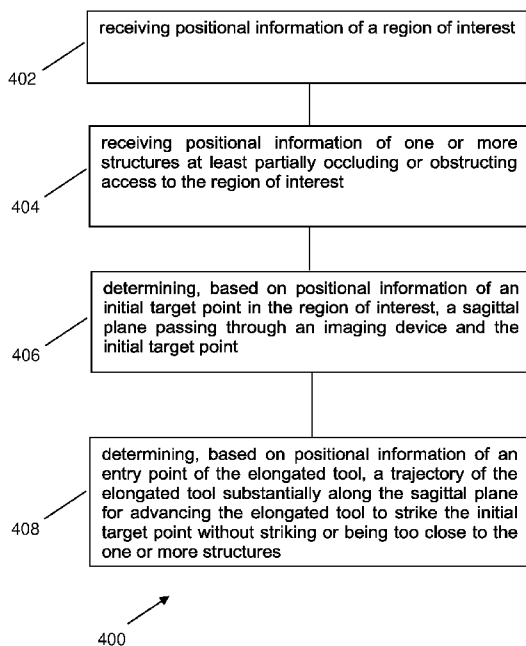 receiving positional information of a region of interest
402
receiving positional information of one or more
structures at least partially occluding or obstructing
access to the region of interest
404
determining, based on positional information of an
initial target point in the region of interest, a sagittal
plane passing through an imaging device and the
initial target point
406
determining, based on positional information of an
entry point of the elongated tool, a trajectory of the
elongated tool substantially along the sagittal plane
for advancing the elongated tool to strike the initial
target point without striking or being too close to the
one or more structures
408
400